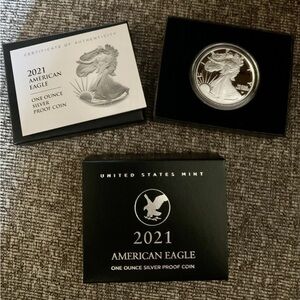 CERTIFICATE OF AUTHENTICITY
2021
AMERICAN
EAGLE
ONE OUNCE
SILVER
PROOF COIN
UNITED STATES MINT
2021
AMERICAN EAGLE
ONE OUNCE SILVER PROOF COIN